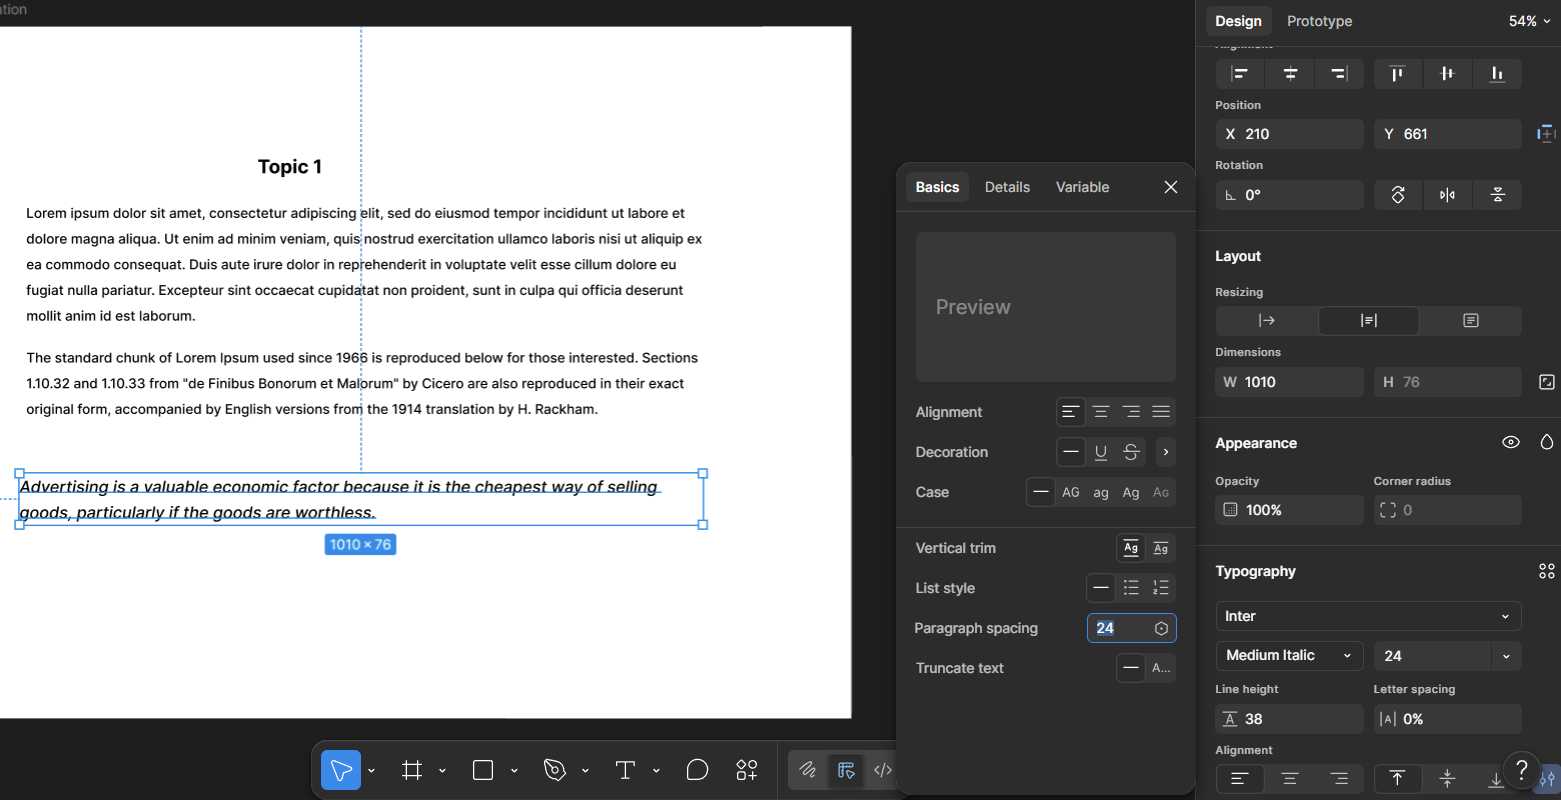 ation
Design
Prototype
54%
Alignment
Position
X 210
Y 661
Rotation
0°
Layout
Resizing
Dimensions
W 1010
H 76
Appearance
Opacity
Corner radius
100%
0
Typography
Inter
Medium Italic
24
Line height
Letter spacing
38
0%
Alignment
?
Basics
Details
Variable
Preview
Alignment
Decoration
U S
Case
AG ag Ag AG
Vertical trim
Ag Ag
List style
Paragraph spacing
24
Truncate text
A...
Topic 1
Lorem ipsum dolor sit amet, consectetur adipiscing elit, sed do eiusmod tempor incididunt ut labore et
dolore magna aliqua. Ut enim ad minim veniam, quis nostrud exercitation ullamco laboris nisi ut aliquip ex
ea commodo consequat. Duis aute irure dolor in reprehenderit in voluptate velit esse cillum dolore eu
fugiat nulla pariatur. Excepteur sint occaecat cupidatat non proident, sunt in culpa qui officia deserunt
mollit anim id est laborum.
The standard chunk of Lorem Ipsum used since 1966 is reproduced below for those interested. Sections
1.10.32 and 1.10.33 from "de Finibus Bonorum et Malorum" by Cicero are also reproduced in their exact
original form, accompanied by English versions from the 1914 translation by H. Rackham.
Advertising is a valuable economic factor because it is the cheapest way of selling
goods, particularly if the goods are worthless.
1010 × 76